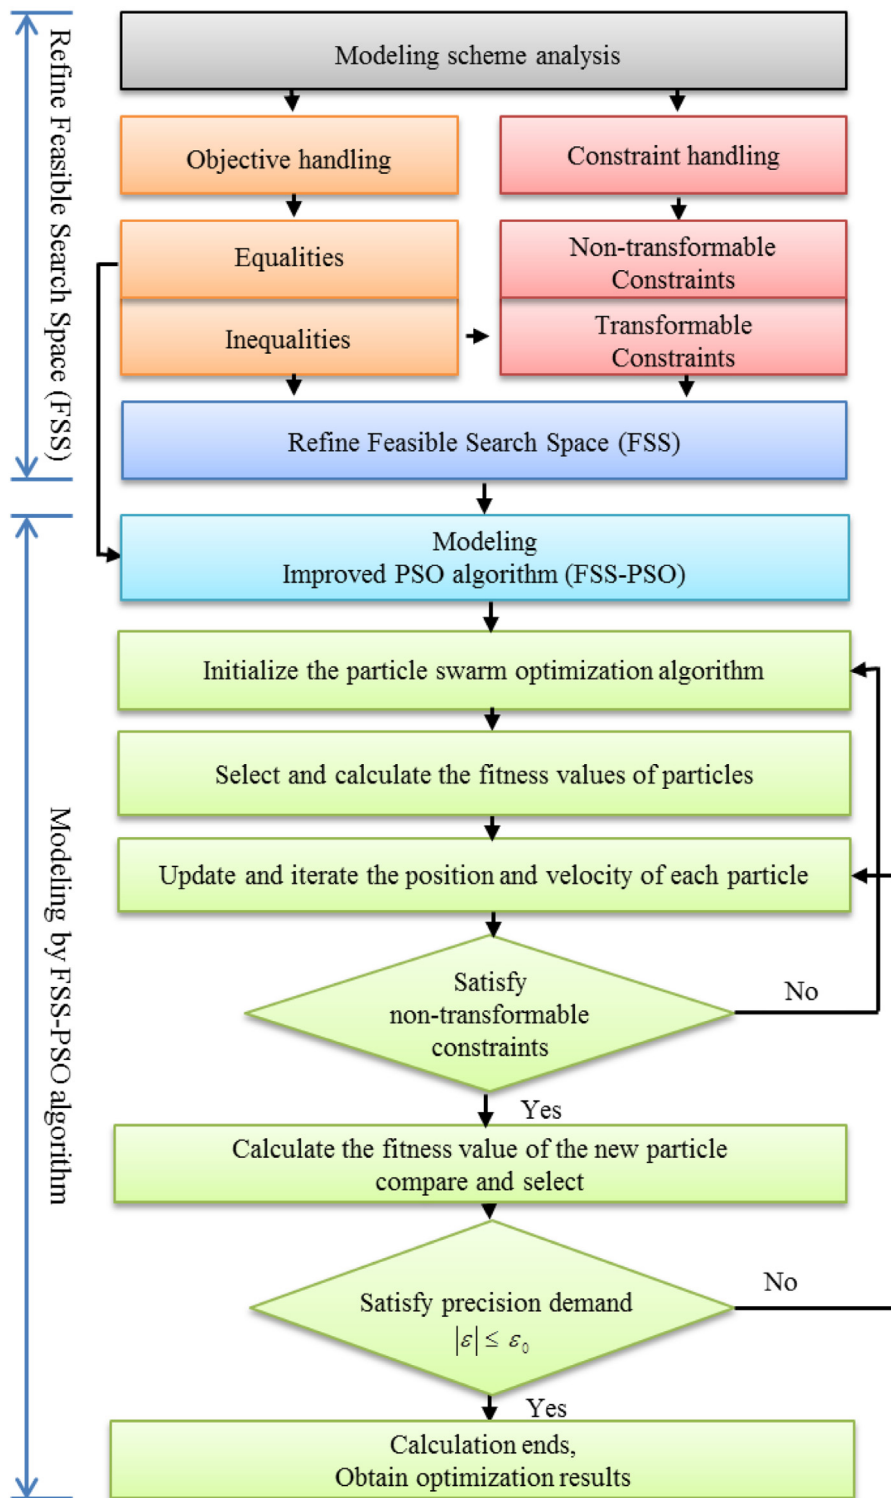 Refine Feasible Search Space (FSS)
Modeling scheme analysis
Objective handling
Constraint handling
Equalities
Non-transformable
Constraints
Inequalities
Transformable
Constraints
Refine Feasible Search Space (FSS)
Modeling by FSS-PSO algorithm
Modeling
Improved PSO algorithm (FSS-PSO)
Initialize the particle swarm optimization algorithm
Select and calculate the fitness values of particles
Update and iterate the position and velocity of each particle
Satisfy
non-transformable
constraints
No
Yes
Calculate the fitness value of the new particle
compare and select
Satisfy precision demand
|ε| ≤ ε₀
No
Yes
Calculation ends,
Obtain optimization results